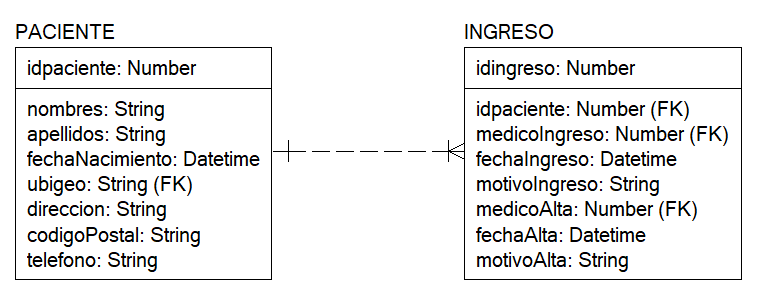 PACIENTE
idpaciente: Number
nombres: String
apellidos: String
fechaNacimiento: Datetime
ubigeo: String (FK)
direccion: String
codigoPostal: String
telefono: String
INGRESO
idingreso: Number
idpaciente: Number (FK)
medicoIngreso: Number (FK)
fechaIngreso: Datetime
motivoIngreso: String
medicoAlta: Number (FK)
fechaAlta: Datetime
motivoAlta: String